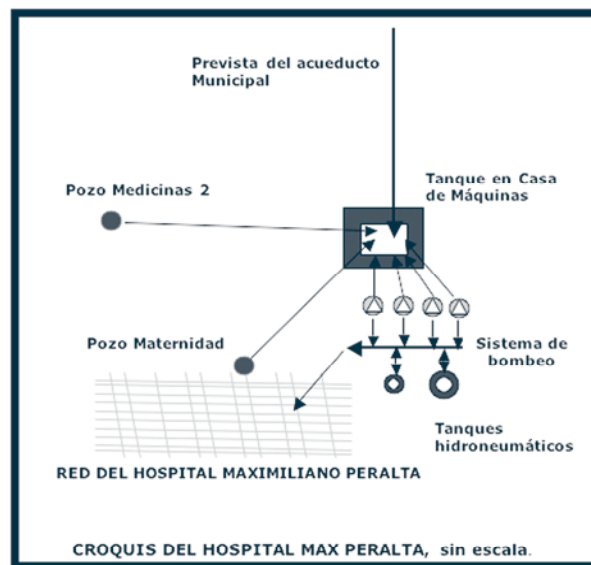 Prevista del acueducto
Municipal
Tanque en Casa
de Máquinas
Pozo Medicinas 2
Pozo Maternidad
Sistema de
bombeo
Tanques
hidroneumáticos
RED DEL HOSPITAL MAXIMILIANO PERALTA
CROQUIS DEL HOSPITAL MAX PERALTA, sin escala.